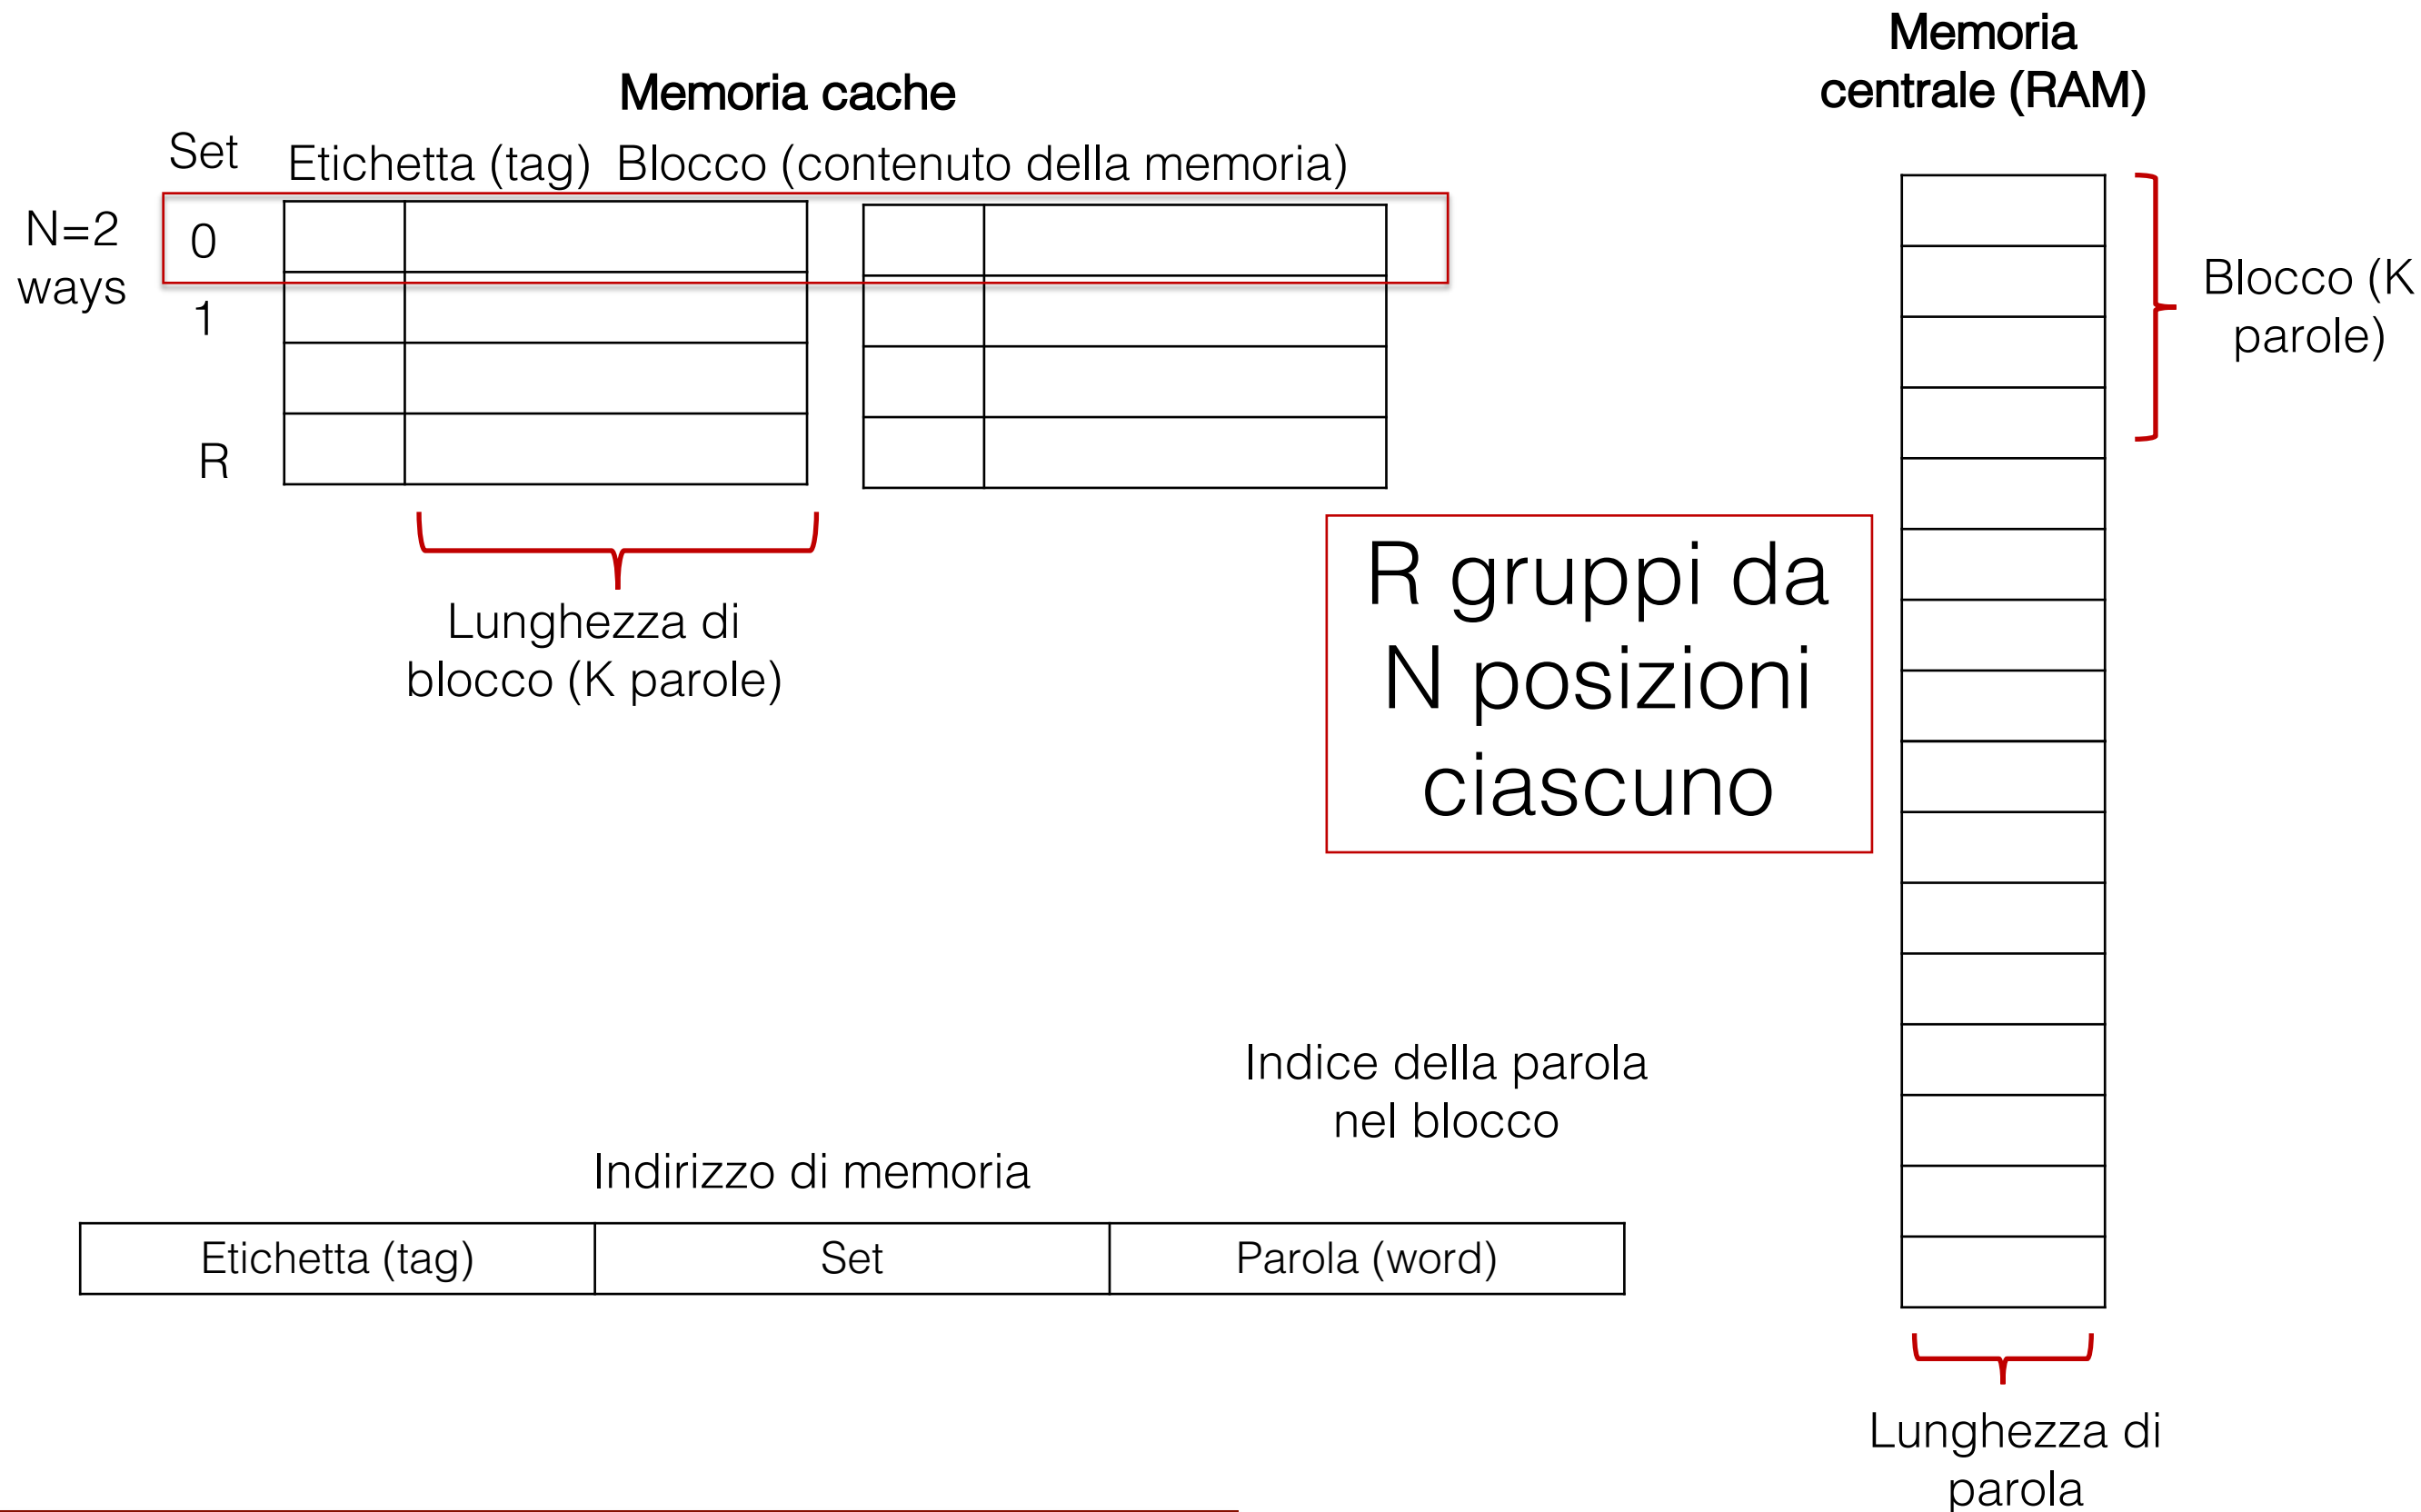 Memoria
centrale (RAM)
Memoria cache
Set
Etichetta (tag) Blocco (contenuto della memoria)
N=2
ways
0
1
R
Blocco (K
parole)
Lunghezza di
blocco (K parole)
R gruppi da
N posizioni
ciascuno
Indice della parola
nel blocco
Indirizzo di memoria
Etichetta (tag) Set Parola (word)
Lunghezza di
parola